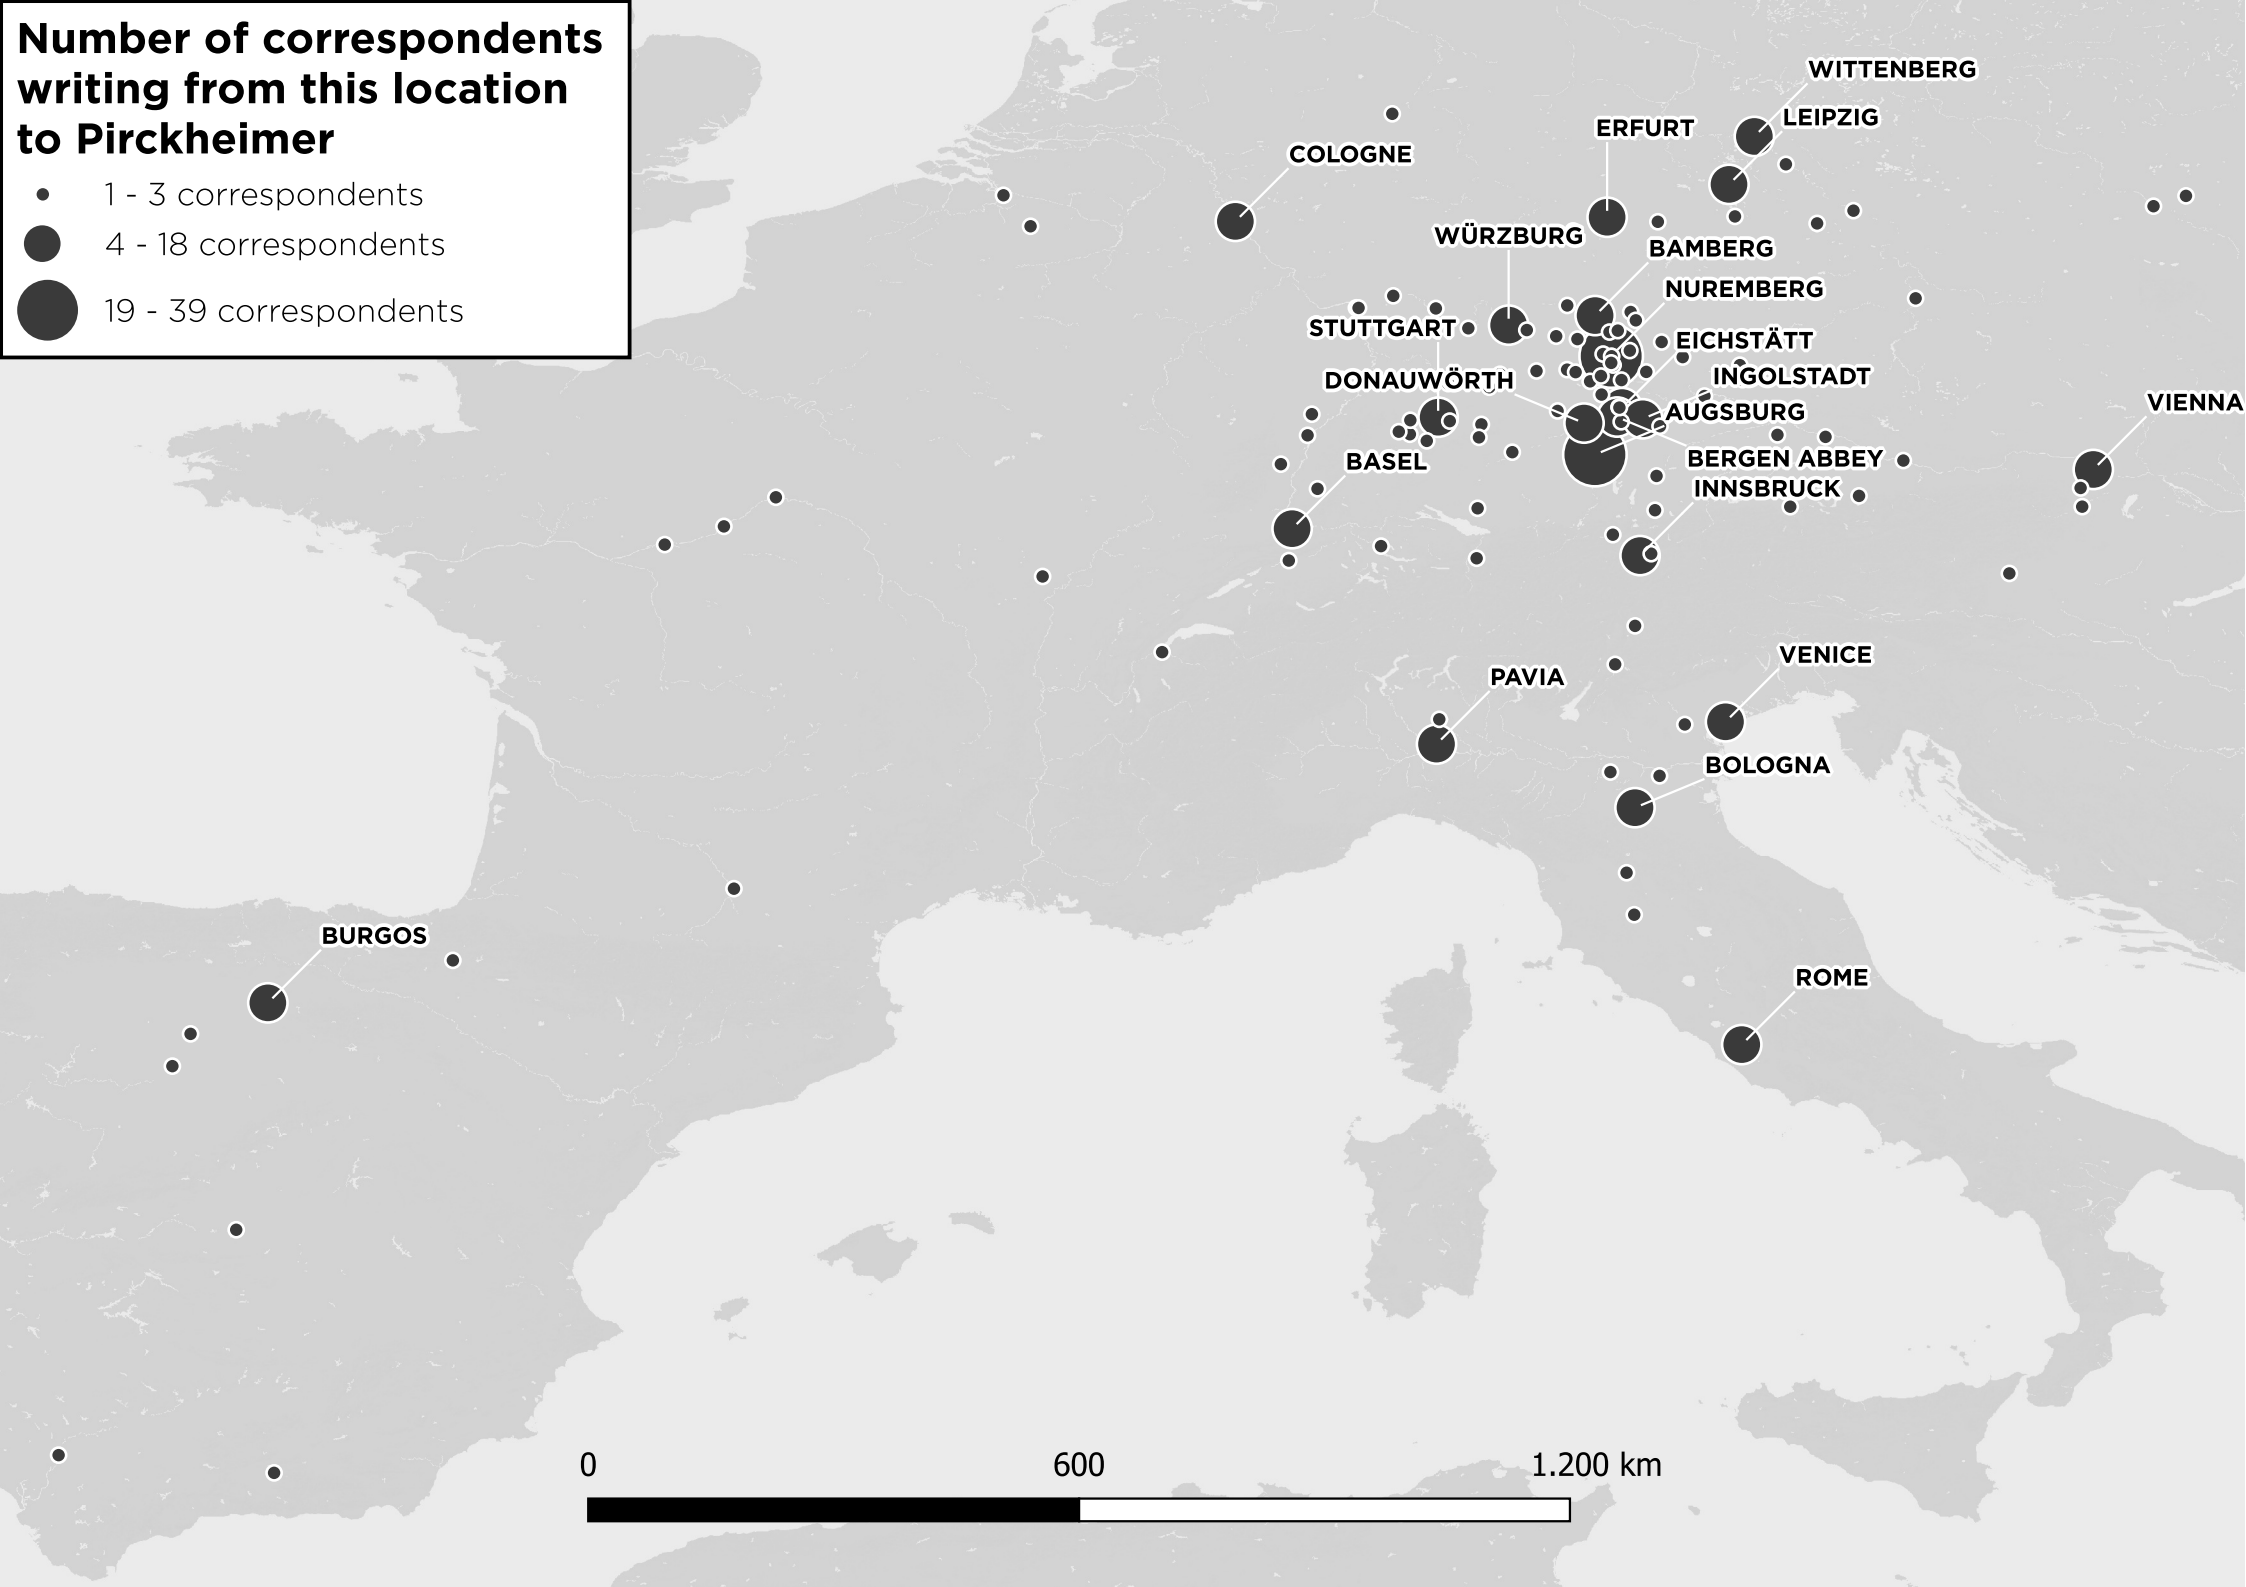 Number of correspondents
writing from this location
to Pirckheimer
1 - 3 correspondents
4 - 18 correspondents
19 - 39 correspondents
WITTENBERG
LEIPZIG
ERFURT
COLOGNE
WÜRZBURG
BAMBERG
NUREMBERG
STUTTGART
EICHSTÄTT
DONAUWÖRTH
INGOLSTADT
AUGSBURG
VIENNA
BASEL
BERGEN ABBEY
INNSBRUCK
VENICE
PAVIA
BOLOGNA
BURGOS
ROME
0 600 1.200 km